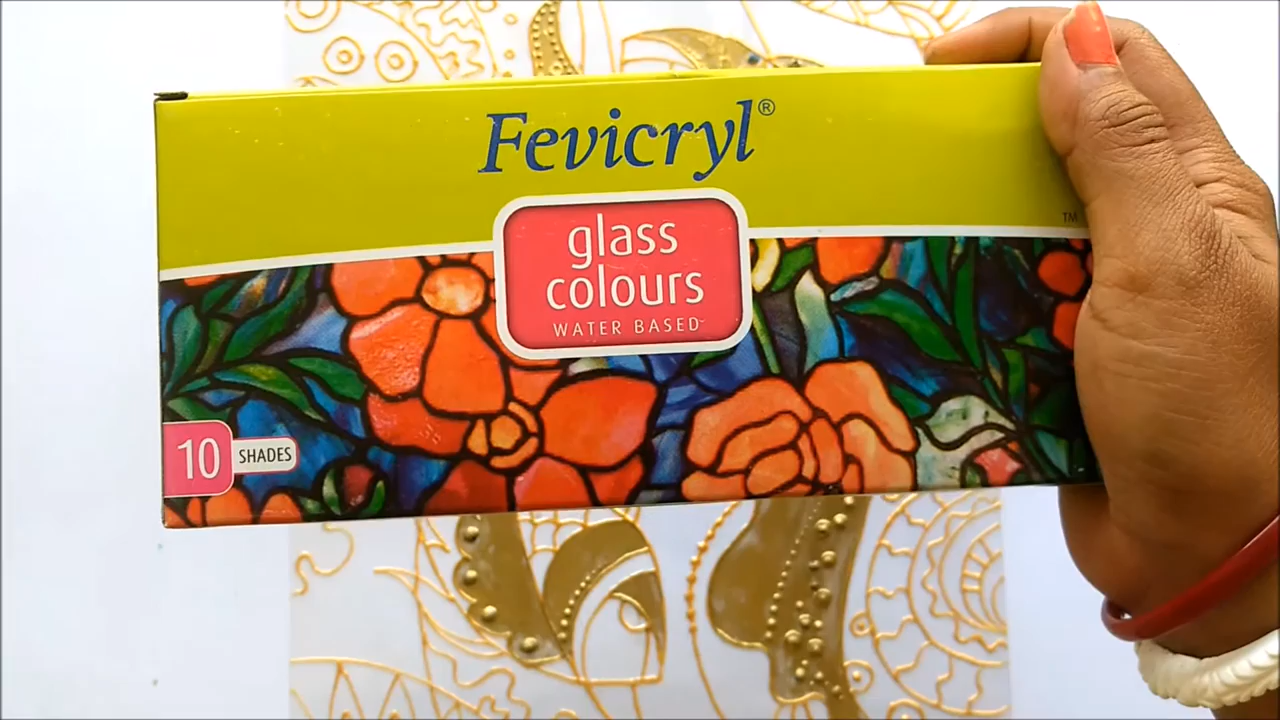 Fevicryl®
TM
glass
colours
WATER BASED™
10 SHADES